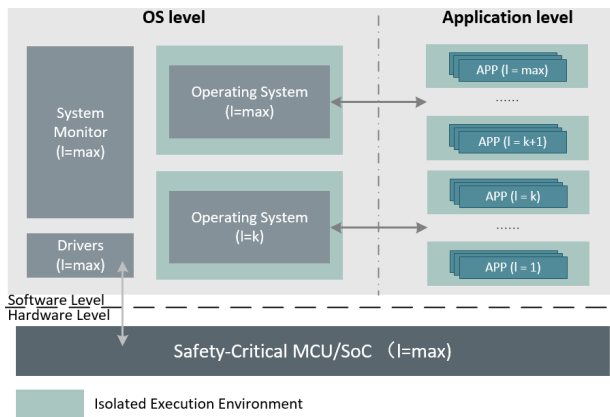 OS level
Application level
System
Monitor
(l=max)
Operating System
(l=max)
APP (l = max)
......
APP (l = k+1)
Operating System
(l=k)
APP (l = k)
......
APP (l = 1)
Drivers
(l=max)
Software Level
Hardware Level
Safety-Critical MCU/SoC （l=max)
Isolated Execution Environment